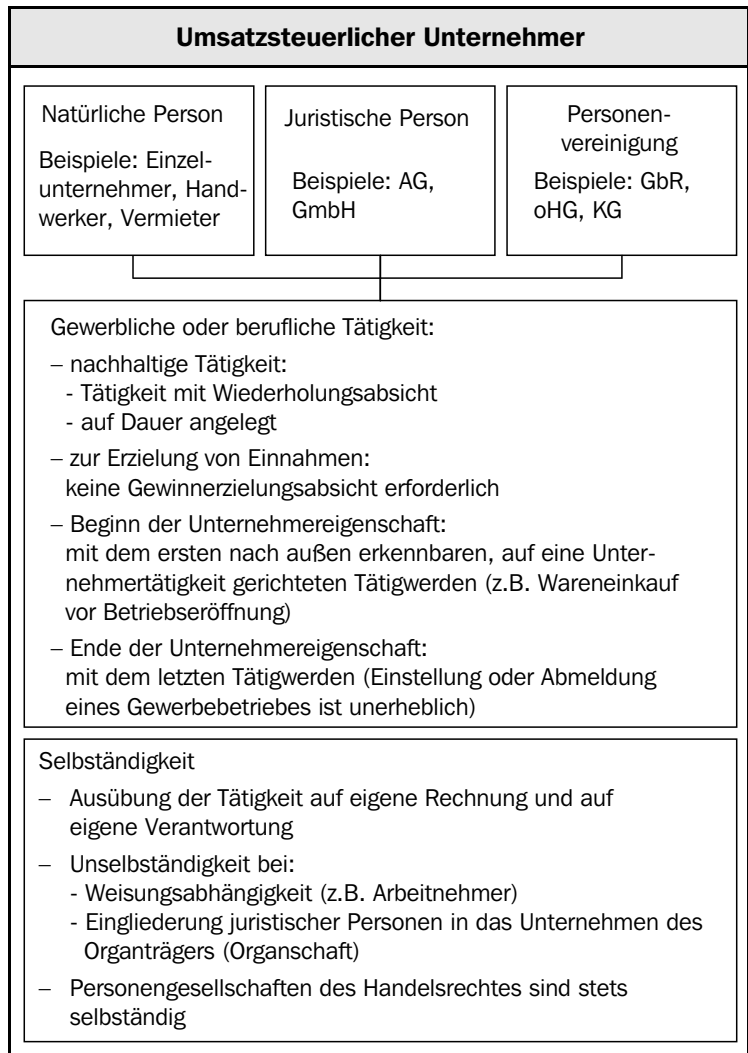 Umsatzsteuerlicher Unternehmer
Natürliche Person
Beispiele: Einzel-
unternehmer, Hand-
werker, Vermieter
Juristische Person
Beispiele: AG,
GmbH
Personen-
vereinigung
Beispiele: GbR,
oHG, KG
Gewerbliche oder berufliche Tätigkeit:
– nachhaltige Tätigkeit:
- Tätigkeit mit Wiederholungsabsicht
- auf Dauer angelegt
– zur Erzielung von Einnahmen:
keine Gewinnerzielungsabsicht erforderlich
– Beginn der Unternehmereigenschaft:
mit dem ersten nach außen erkennbaren, auf eine Unter-
nehmertätigkeit gerichteten Tätigwerden (z.B. Wareneinkauf
vor Betriebseröffnung)
– Ende der Unternehmereigenschaft:
mit dem letzten Tätigwerden (Einstellung oder Abmeldung
eines Gewerbebetriebes ist unerheblich)
Selbständigkeit
– Ausübung der Tätigkeit auf eigene Rechnung und auf
eigene Verantwortung
– Unselbständigkeit bei:
- Weisungsabhängigkeit (z.B. Arbeitnehmer)
- Eingliederung juristischer Personen in das Unternehmen des
Organträgers (Organschaft)
– Personengesellschaften des Handelsrechtes sind stets
selbständig